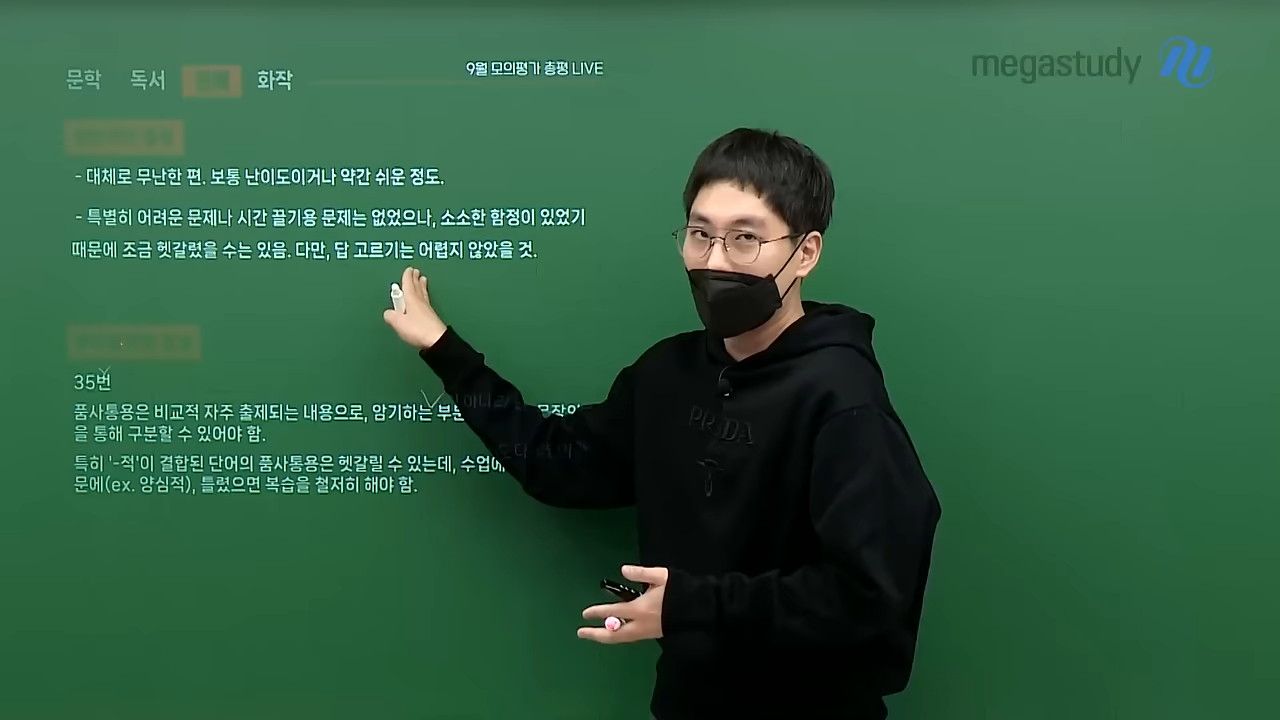 문학 독서 화작
9월 모의평가 총평 LIVE
megastudy
- 대체로 무난한 편. 보통 난이도이거나 약간 쉬운 정도.
- 특별히 어려운 문제나 시간 끌기용 문제는 없었으나, 소소한 함정이 있었기
때문에 조금 헷갈렸을 수는 있음. 다만, 답 고르기는 어렵지 않았을 것.
35번
품사통용은 비교적 자주 출제되는 내용으로, 암기하는
을 통해 구분할 수 있어야 함.
특히 '-적'이 결합된 단어의 품사통용은 헷갈릴 수 있는데, 수업에
문에(ex. 양심적), 틀렸으면 복습을 철저히 해야 함.
PRADA